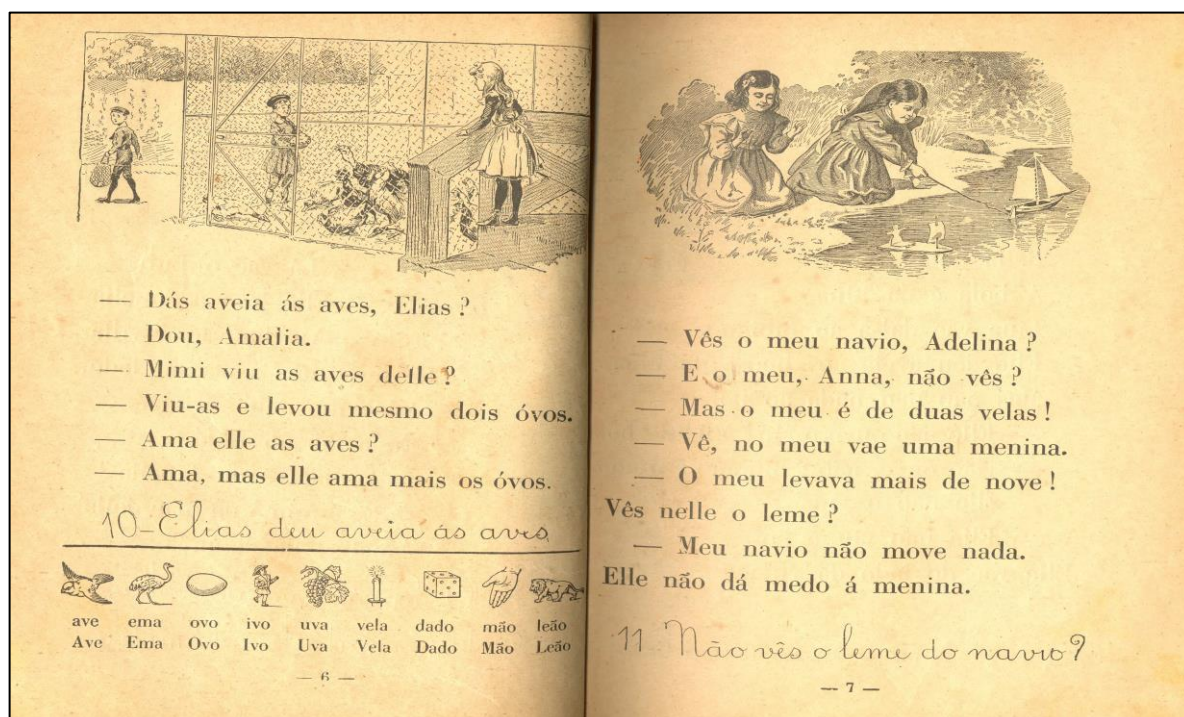 — Dás aveia ás aves, Elias ?
— Dou, Amalia.
— Mimi viu as aves delle ?
— Viu-as e levou mesmo dois óvos.
— Ama elle as aves ?
— Ama, mas elle ama mais os óvos.
10-Elias deu aveia ás aves
ave ema ovo ivo uva vela dado mão leão
Ave Ema Ovo Ivo Uva Vela Dado Mão Leão
— 6 —
— Vês o meu navio, Adelina ?
— E o meu, Anna, não vês ?
— Mas o meu é de duas velas !
— Vê, no meu vae uma menina.
— O meu levava mais de nove !
Vês nelle o leme ?
— Meu navio não move nada.
Elle não dá medo á menina.
11 Não vês o leme do navio?
— 7 —